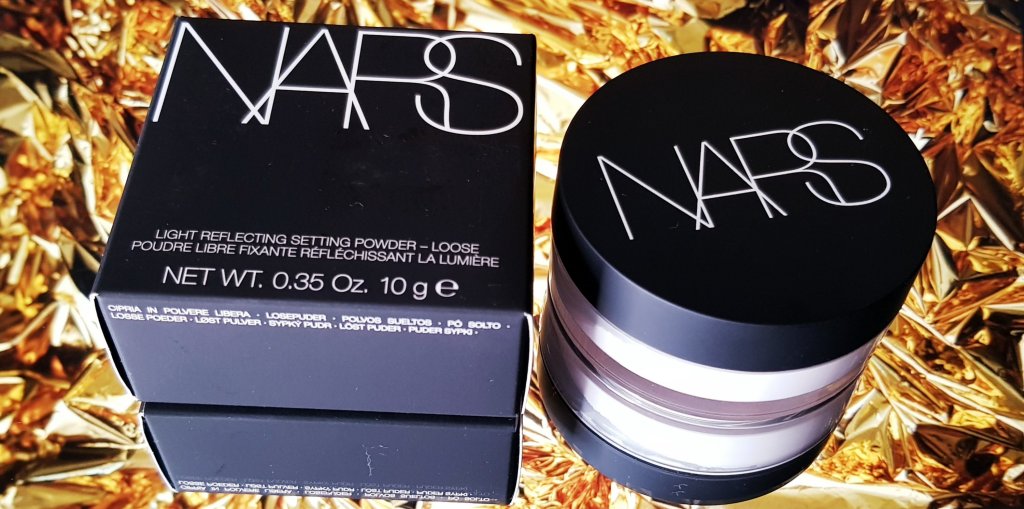 NARS
LIGHT REFLECTING SETTING POWDER – LOOSE
POUDRE LIBRE FIXANTE RÉFLÉCHISSANT LA LUMIÈRE
NET WT. 0.35 Oz. 10 g e
CIPRIA IN POLVERE LIBERA · LOSEPUDER · POLVOS SUELTOS · PÓ SOLTO ·
LOSSE POEDER · LØST PULVER · SYPKÝ PUDR · LÖST PUDER · PUDER SYPKI ·
NARS